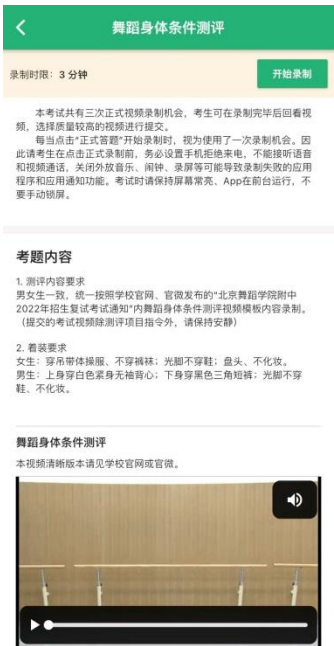 舞蹈身体条件测评
录制时限：3 分钟
开始录制
本考试共有三次正式视频录制机会，考生可在录制完毕后回看视
频，选择质量较高的视频进行提交。
每当点击“正式答题”开始录制时，视为使用了一次录制机会。因
此请考生在点击正式录制前，务必设置手机拒绝来电，不能接听语音
和视频通话，关闭外放音乐、闹钟、录屏等可能导致录制失败的应用
程序和应用通知功能。考试时请保持屏幕常亮、App在前台运行，不
要手动锁屏。
考题内容
1. 测评内容要求
男女生一致，统一按照学校官网、官微发布的“北京舞蹈学院附中
2022年招生复试考试通知”内舞蹈身体条件测评视频模板内容录制。
（提交的考试视频除测评项目指令外，请保持安静）
2. 着装要求
女生：穿吊带体操服、不穿裤袜；光脚不穿鞋；盘头、不化妆。
男生：上身穿白色紧身无袖背心；下身穿黑色三角短裤；光脚不穿
鞋、不化妆。
舞蹈身体条件测评
本视频清晰版本请见学校官网或官微。